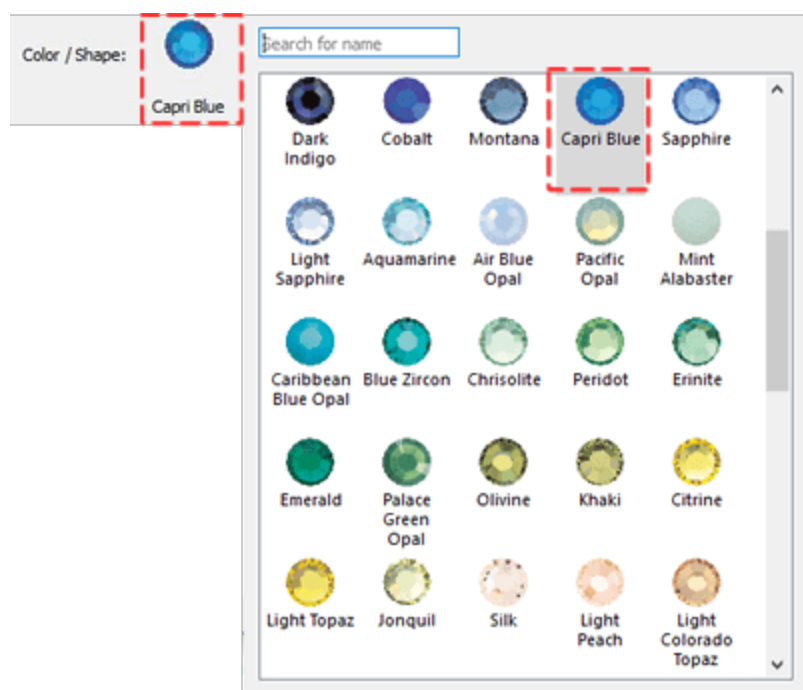 Color / Shape:
Capri Blue
Search for name
Dark Indigo
Cobalt
Montana
Capri Blue
Sapphire
Light Sapphire
Aquamarine
Air Blue Opal
Pacific Opal
Mint Alabaster
Caribbean Blue Opal
Blue Zircon
Chrisolite
Peridot
Erinite
Emerald
Palace Green Opal
Olivine
Khaki
Citrine
Light Topaz
Jonquil
Silk
Light Peach
Light Colorado Topaz